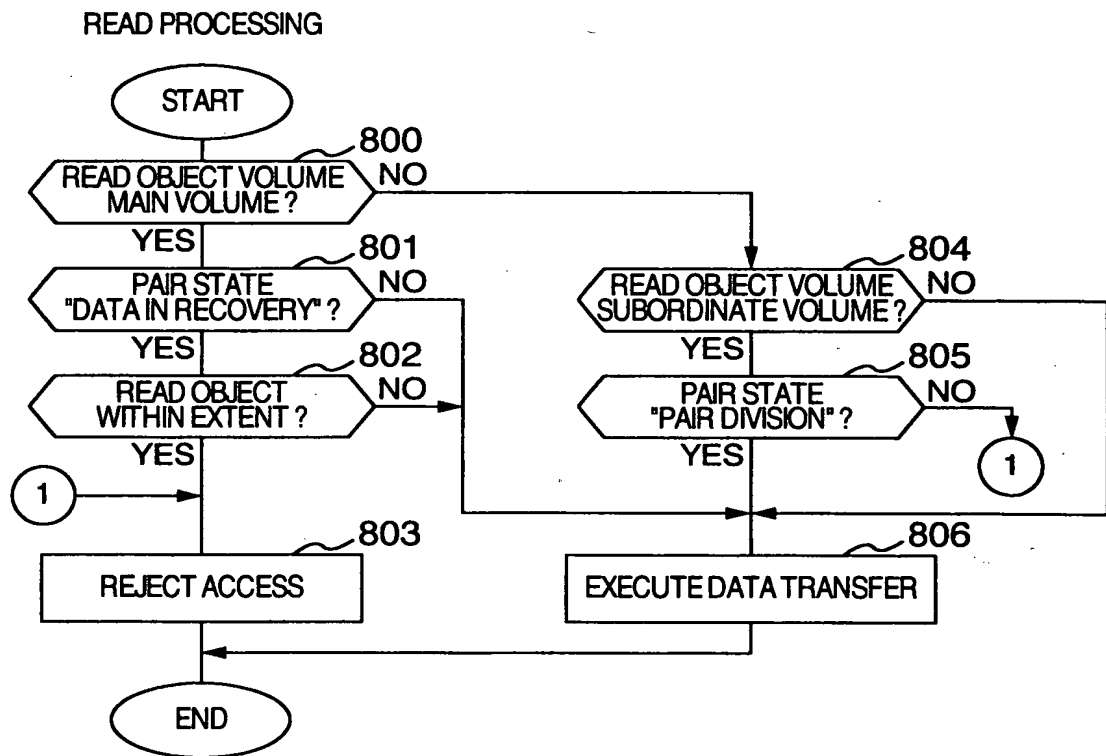 READ PROCESSING
START
800
READ OBJECT VOLUME
MAIN VOLUME ?
NO
YES
801
PAIR STATE
"DATA IN RECOVERY" ?
NO
YES
802
READ OBJECT
WITHIN EXTENT ?
NO
YES
1
803
REJECT ACCESS
END
804
READ OBJECT VOLUME
SUBORDINATE VOLUME ?
NO
YES
805
PAIR STATE
"PAIR DIVISION" ?
NO
YES
1
806
EXECUTE DATA TRANSFER